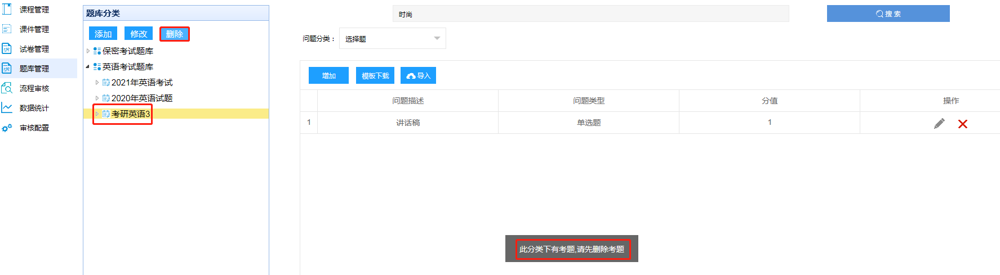 课程管理
课件管理
试卷管理
题库管理
流程审核
数据统计
审核配置
题库分类
添加 修改 删除
保密考试题库
英语考试题库
2021年英语考试
2020年英语试题
考研英语3
时尚
搜 索
问题分类： 选择题
增加 模板下载 导入
问题描述 问题类型 分值 操作
1 讲话稿 单选题 1
此分类下有考题,请先删除考题